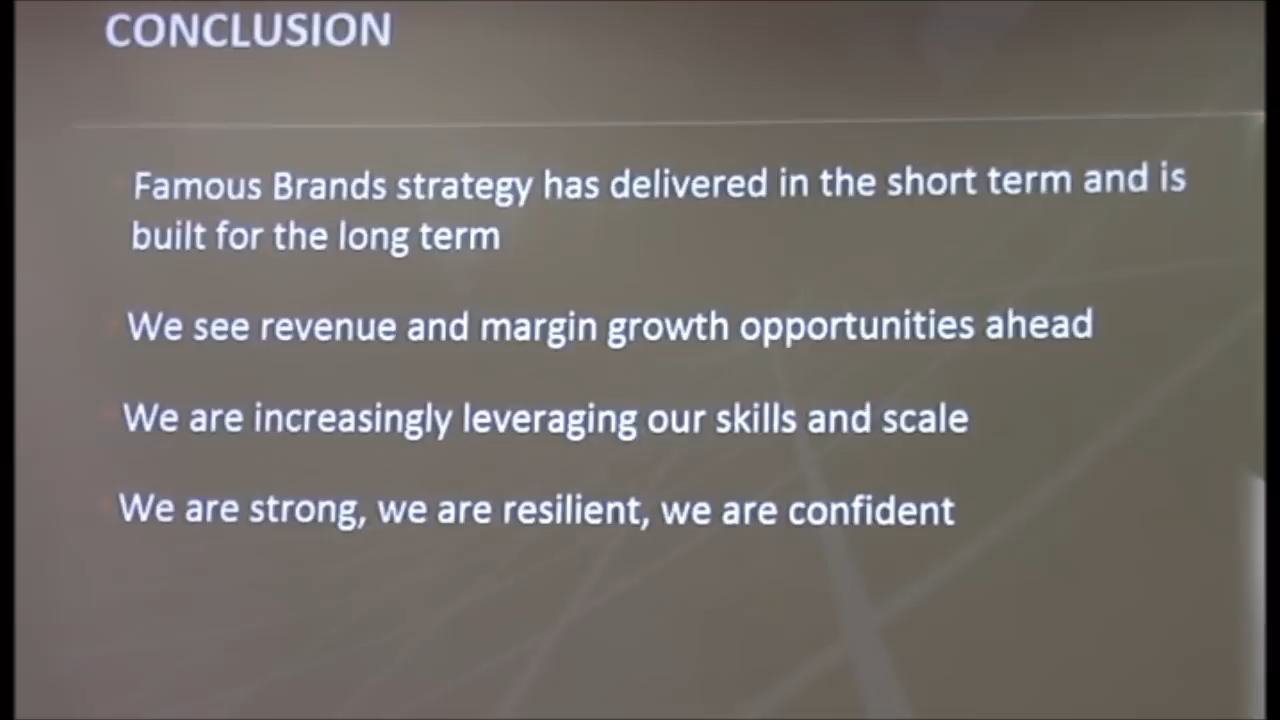 CONCLUSION
Famous Brands strategy has delivered in the short term and is
built for the long term
We see revenue and margin growth opportunities ahead
We are increasingly leveraging our skills and scale
We are strong, we are resilient, we are confident